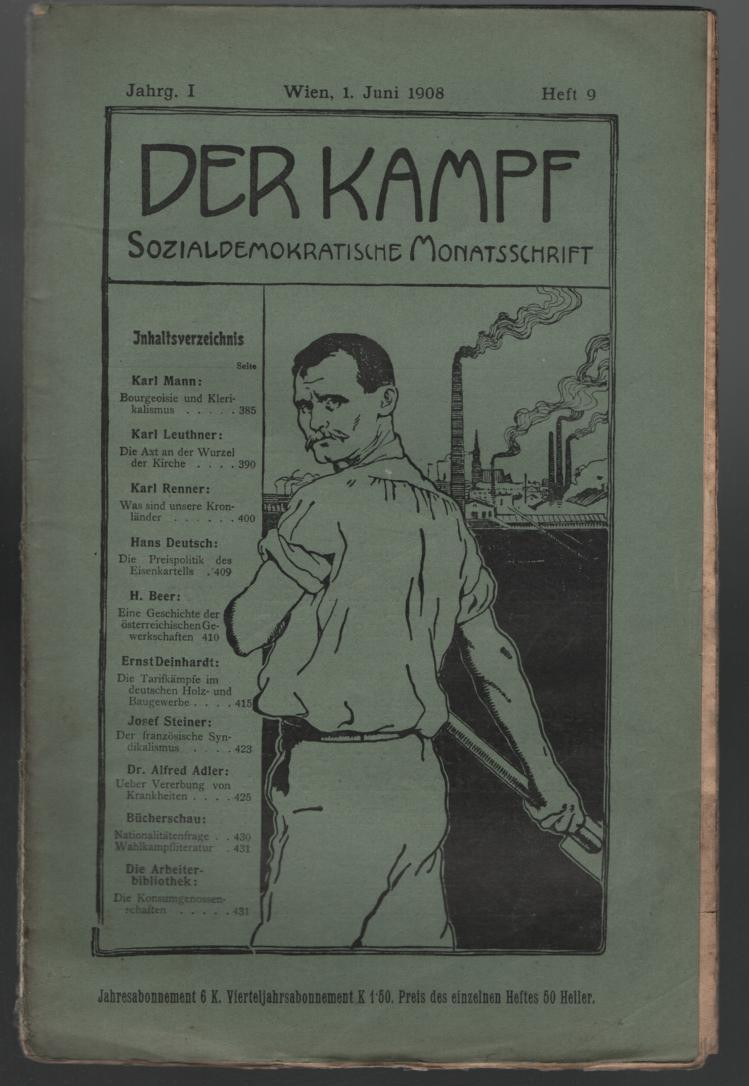 Jahrg. I Wien, 1. Juni 1908 Heft 9
DER KAMPF
SOZIALDEMOKRATISCHE MONATSSCHRIFT
Inhaltsverzeichnis
Seite
Karl Mann:
Bourgeoisie und Kleri-
kalismus . . . . . 385
Karl Leuthner:
Die Axt an der Wurzel
der Kirche . . . . 390
Karl Renner:
Was sind unsere Kron-
länder . . . . . . 400
Hans Deutsch:
Die Preispolitik des
Eisenkartells . 409
H. Beer:
Eine Geschichte der
österreichischen Ge-
werkschaften 410
Ernst Deinhardt:
Die Tarifkämpfe im
deutschen Holz- und
Baugewerbe . . . . 415
Josef Steiner:
Der französische Syn-
dikalismus . . . . 423
Dr. Alfred Adler:
Ueber Vererbung von
Krankheiten . . . . 425
Bücherschau:
Nationalitätenfrage . . 430
Wahlkampfliteratur . 431
Die Arbeiter-
bibliothek:
Die Konsumgenossen-
schaften . . . . . 431
Jahresabonnement 6 K. Vierteljahrsabonnement K 1·50. Preis des einzelnen Heftes 50 Heller.